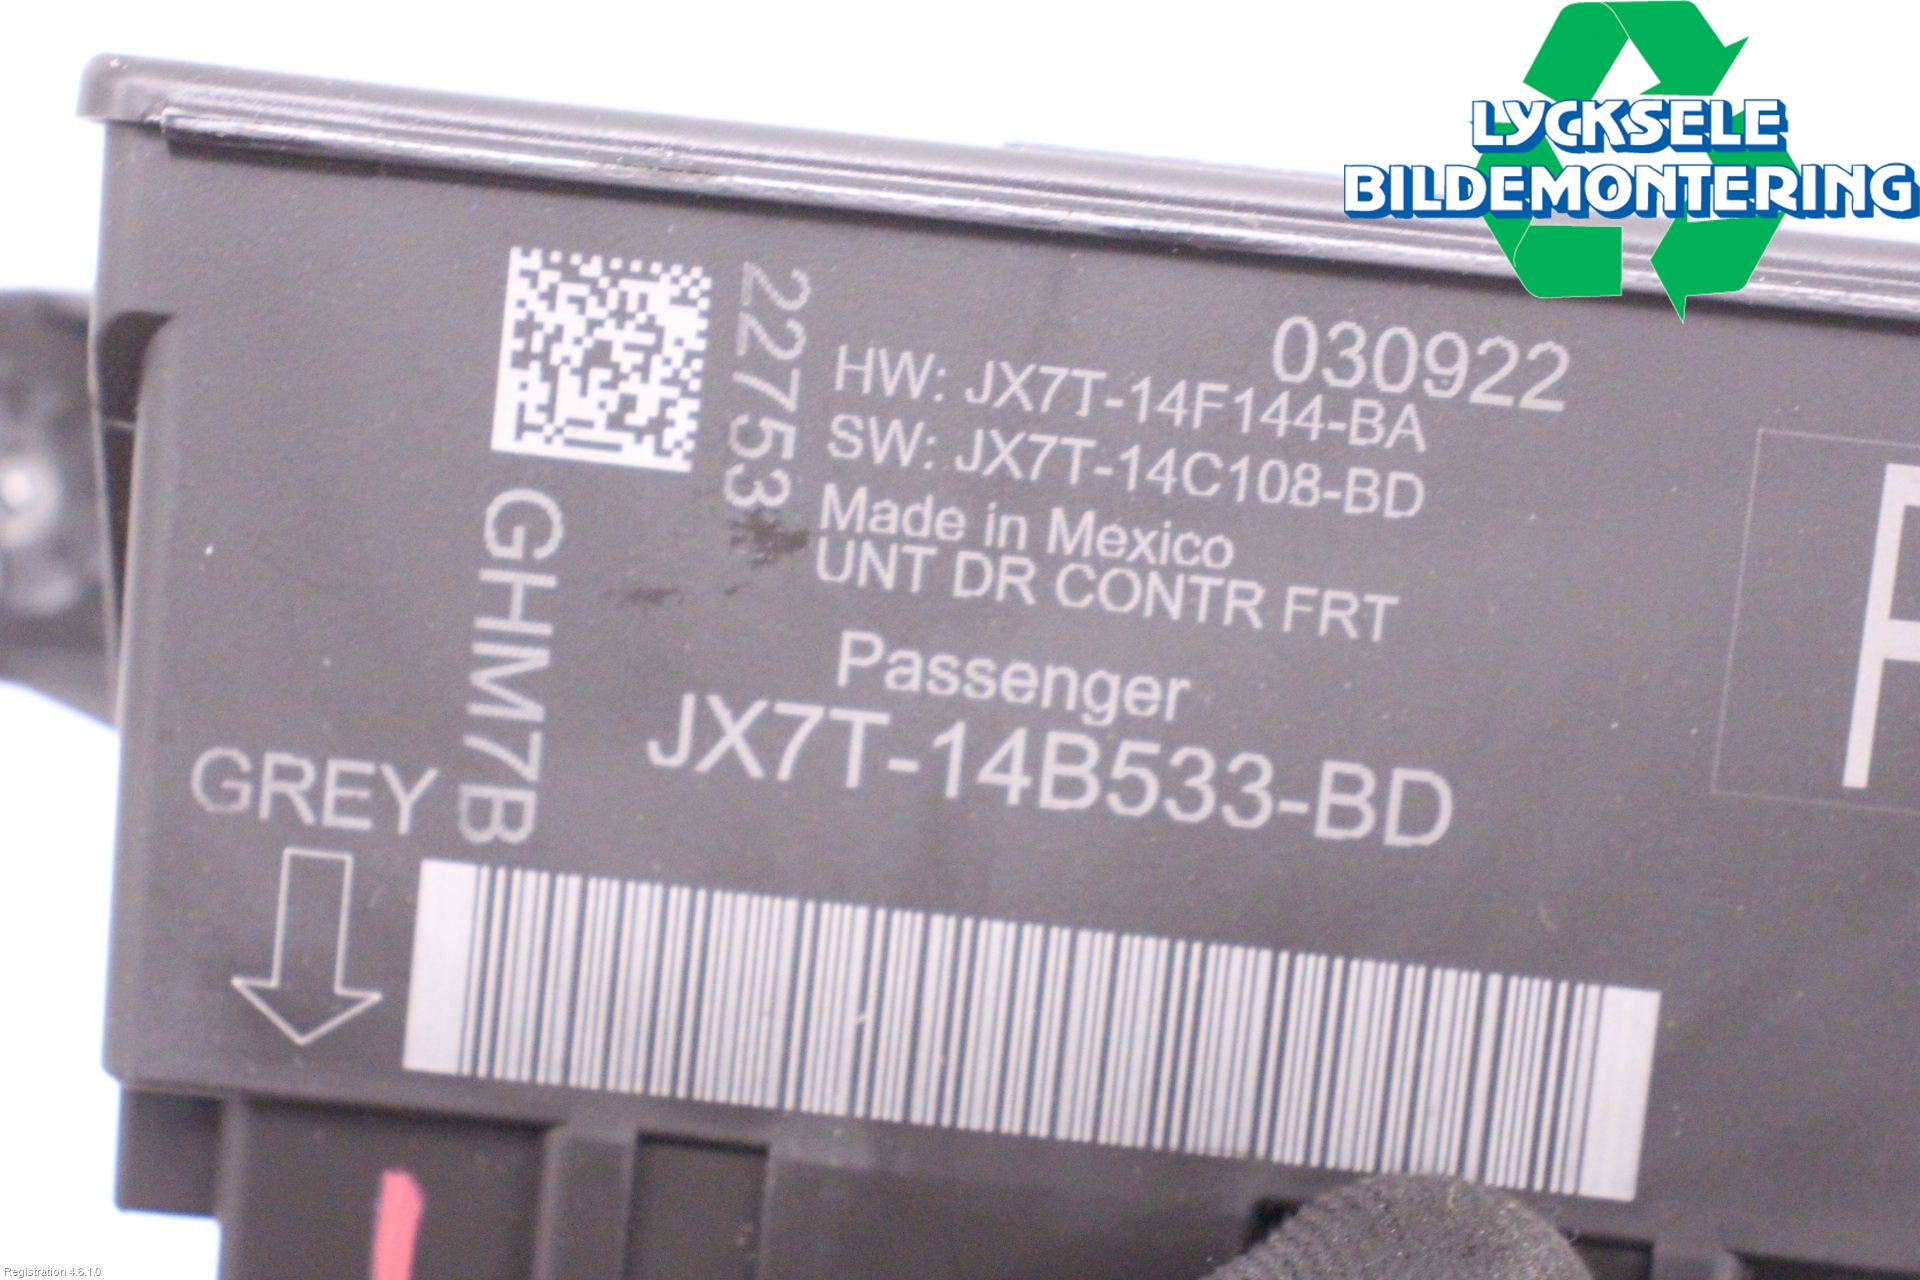 LYCKSELE
BILDEMONTERING
030922
22753
HW: JX7T-14F144-BA
SW: JX7T-14C108-BD
Made in Mexico
UNT DR CONTR FRT
Passenger
JX7T-14B533-BD
GHM7B
GREY
Registration 4.6.1.0